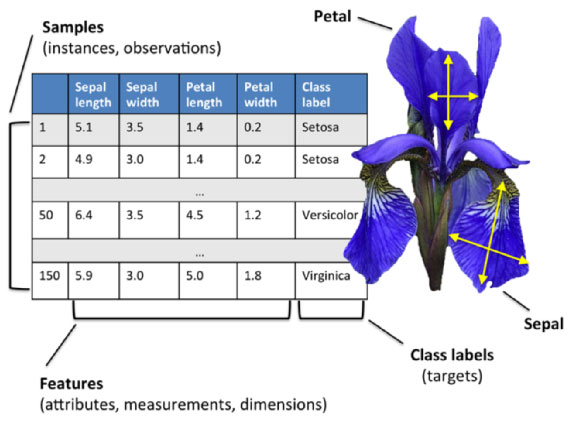 Samples
(instances, observations)
Petal
Sepal length Sepal width Petal length Petal width Class label
1 5.1 3.5 1.4 0.2 Setosa
2 4.9 3.0 1.4 0.2 Setosa
...
50 6.4 3.5 4.5 1.2 Versicolor
...
150 5.9 3.0 5.0 1.8 Virginica
Sepal
Class labels
(targets)
Features
(attributes, measurements, dimensions)